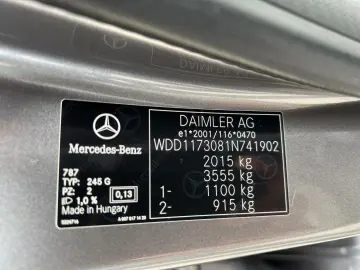 Mercedes-Benz
787
TYP: 245 G
PZ: 2
1,0 %
0,13
Made in Hungary
DAIMLER AG
e1*2001/116*0470
WDD1173081N741902
2015 kg
3555 kg
1- 1100 kg
2- 915 kg